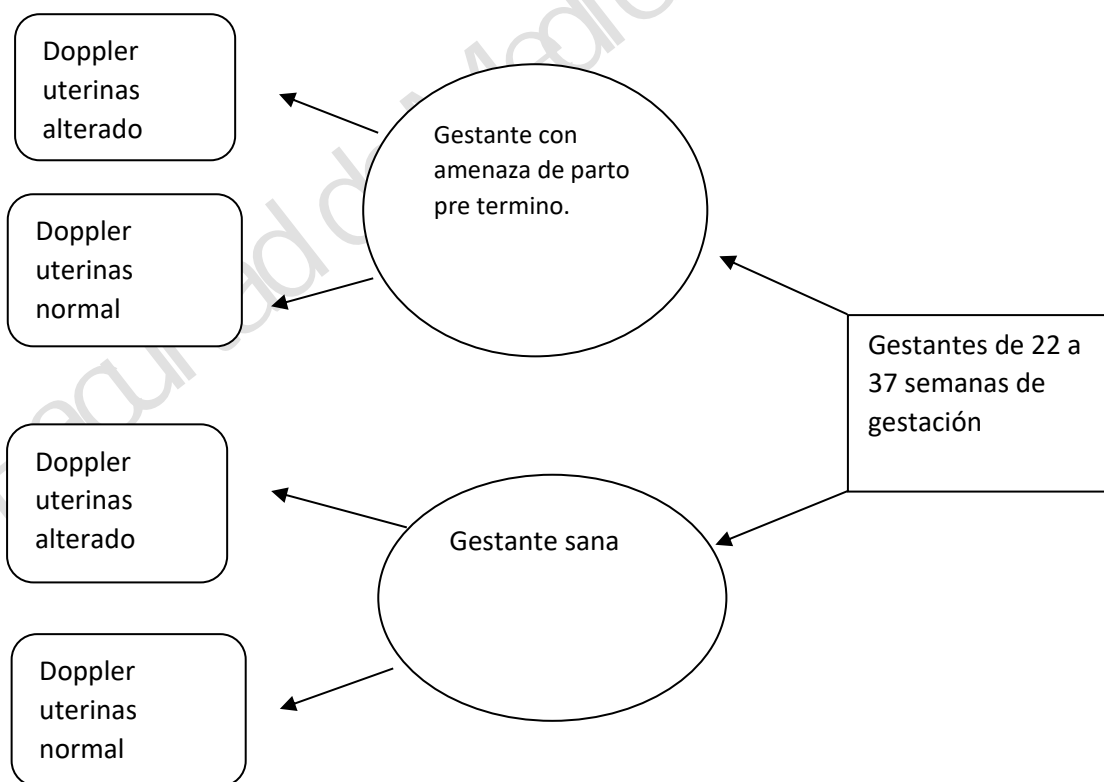 Doppler
uterinas
alterado
Gestante con
amenaza de parto
pre termino.
Doppler
uterinas
normal
Gestantes de 22 a
37 semanas de
gestación
Doppler
uterinas
alterado
Gestante sana
Doppler
uterinas
normal